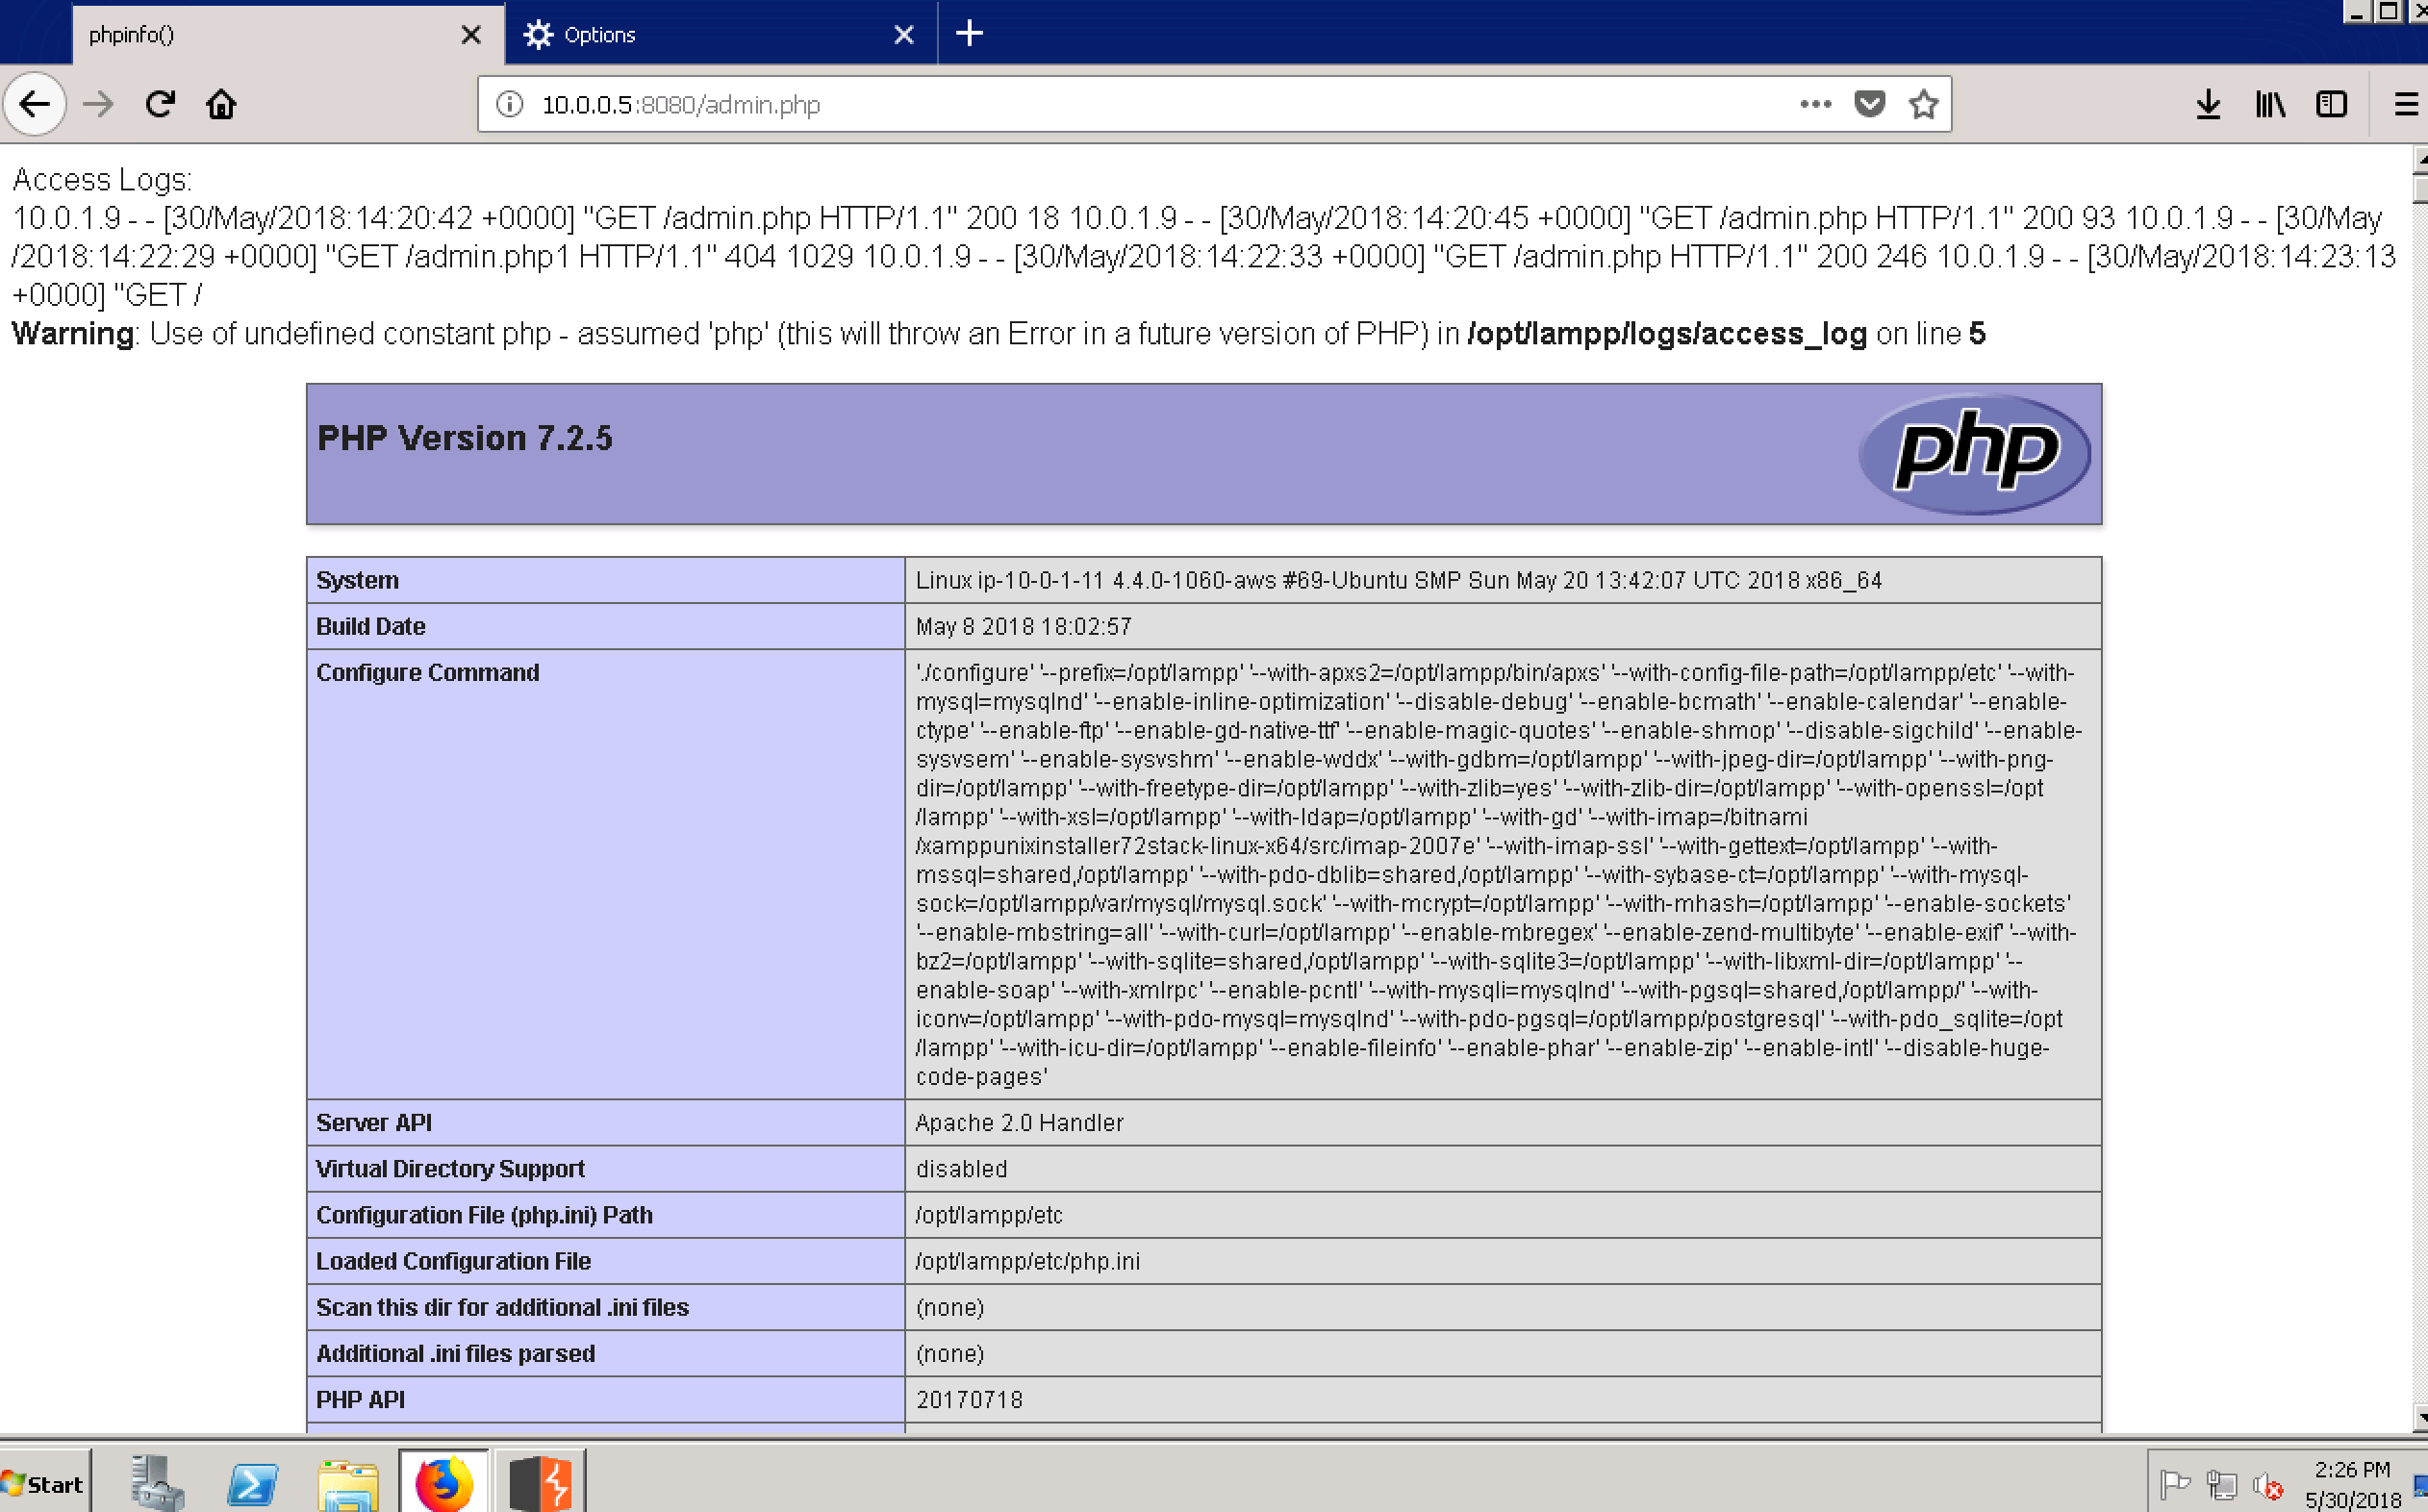 phpinfo()
Options
10.0.0.5:8080/admin.php
Access Logs:
10.0.1.9 - - [30/May/2018:14:20:42 +0000] "GET /admin.php HTTP/1.1" 200 18 10.0.1.9 - - [30/May/2018:14:20:45 +0000] "GET /admin.php HTTP/1.1" 200 93 10.0.1.9 - - [30/May
/2018:14:22:29 +0000] "GET /admin.php1 HTTP/1.1" 404 1029 10.0.1.9 - - [30/May/2018:14:22:33 +0000] "GET /admin.php HTTP/1.1" 200 246 10.0.1.9 - - [30/May/2018:14:23:13
+0000] "GET /
Warning: Use of undefined constant php - assumed 'php' (this will throw an Error in a future version of PHP) in /opt/lampp/logs/access_log on line 5
PHP Version 7.2.5
php
System
Linux ip-10-0-1-11 4.4.0-1060-aws #69-Ubuntu SMP Sun May 20 13:42:07 UTC 2018 x86_64
Build Date
May 8 2018 18:02:57
Configure Command
'./configure' '--prefix=/opt/lampp' '--with-apxs2=/opt/lampp/bin/apxs' '--with-config-file-path=/opt/lampp/etc' '--with-
mysql=mysqlnd' '--enable-inline-optimization' '--disable-debug' '--enable-bcmath' '--enable-calendar' '--enable-
ctype' '--enable-ftp' '--enable-gd-native-ttf' '--enable-magic-quotes' '--enable-shmop' '--disable-sigchild' '--enable-
sysvsem' '--enable-sysvshm' '--enable-wddx' '--with-gdbm=/opt/lampp' '--with-jpeg-dir=/opt/lampp' '--with-png-
dir=/opt/lampp' '--with-freetype-dir=/opt/lampp' '--with-zlib=yes' '--with-zlib-dir=/opt/lampp' '--with-openssl=/opt
/lampp' '--with-xsl=/opt/lampp' '--with-ldap=/opt/lampp' '--with-gd' '--with-imap=/bitnami
/xamppunixinstaller72stack-linux-x64/src/imap-2007e' '--with-imap-ssl' '--with-gettext=/opt/lampp' '--with-
mssql=shared,/opt/lampp' '--with-pdo-dblib=shared,/opt/lampp' '--with-sybase-ct=/opt/lampp' '--with-mysql-
sock=/opt/lampp/var/mysql/mysql.sock' '--with-mcrypt=/opt/lampp' '--with-mhash=/opt/lampp' '--enable-sockets'
'--enable-mbstring=all' '--with-curl=/opt/lampp' '--enable-mbregex' '--enable-zend-multibyte' '--enable-exif' '--with-
bz2=/opt/lampp' '--with-sqlite=shared,/opt/lampp' '--with-sqlite3=/opt/lampp' '--with-libxml-dir=/opt/lampp' '--
enable-soap' '--with-xmlrpc' '--enable-pcntl' '--with-mysqli=mysqlnd' '--with-pgsql=shared,/opt/lampp/' '--with-
iconv=/opt/lampp' '--with-pdo-mysql=mysqlnd' '--with-pdo-pgsql=/opt/lampp/postgresql' '--with-pdo_sqlite=/opt
/lampp' '--with-icu-dir=/opt/lampp' '--enable-fileinfo' '--enable-phar' '--enable-zip' '--enable-intl' '--disable-huge-
code-pages'
Server API
Apache 2.0 Handler
Virtual Directory Support
disabled
Configuration File (php.ini) Path
/opt/lampp/etc
Loaded Configuration File
/opt/lampp/etc/php.ini
Scan this dir for additional .ini files
(none)
Additional .ini files parsed
(none)
PHP API
20170718
Start
2:26 PM
5/30/2018